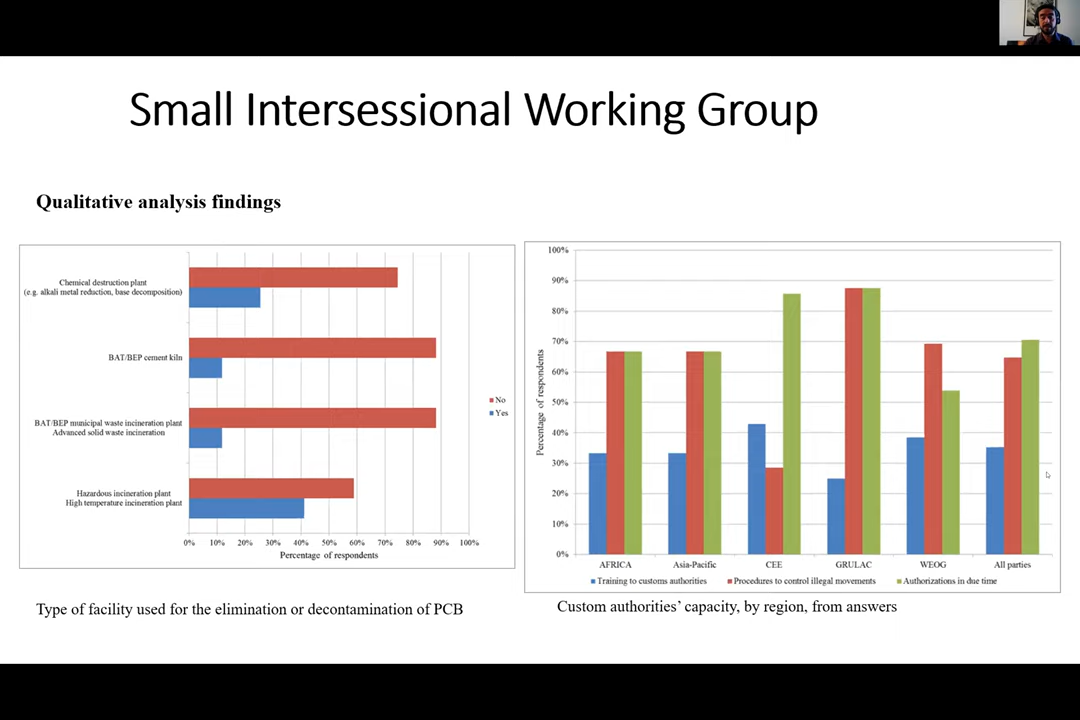 Small Intersessional Working Group
Qualitative analysis findings
Chemical destruction plant
(e.g. alkali metal reduction, base decomposition)
BAT/BEP cement kiln
BAT/BEP municipal waste incineration plant
Advanced solid waste incineration
Hazardous incineration plant
High temperature incineration plant
0% 10% 20% 30% 40% 50% 60% 70% 80% 90% 100%
Percentage of respondents
No
Yes
Type of facility used for the elimination or decontamination of PCB
100%
90%
80%
70%
60%
50%
40%
30%
20%
10%
0%
Percentage of respondents
AFRICA Asia-Pacific CEE GRULAC WEOG All parties
Training to customs authorities Procedures to control illegal movements Authorizations in due time
Custom authorities’ capacity, by region, from answers